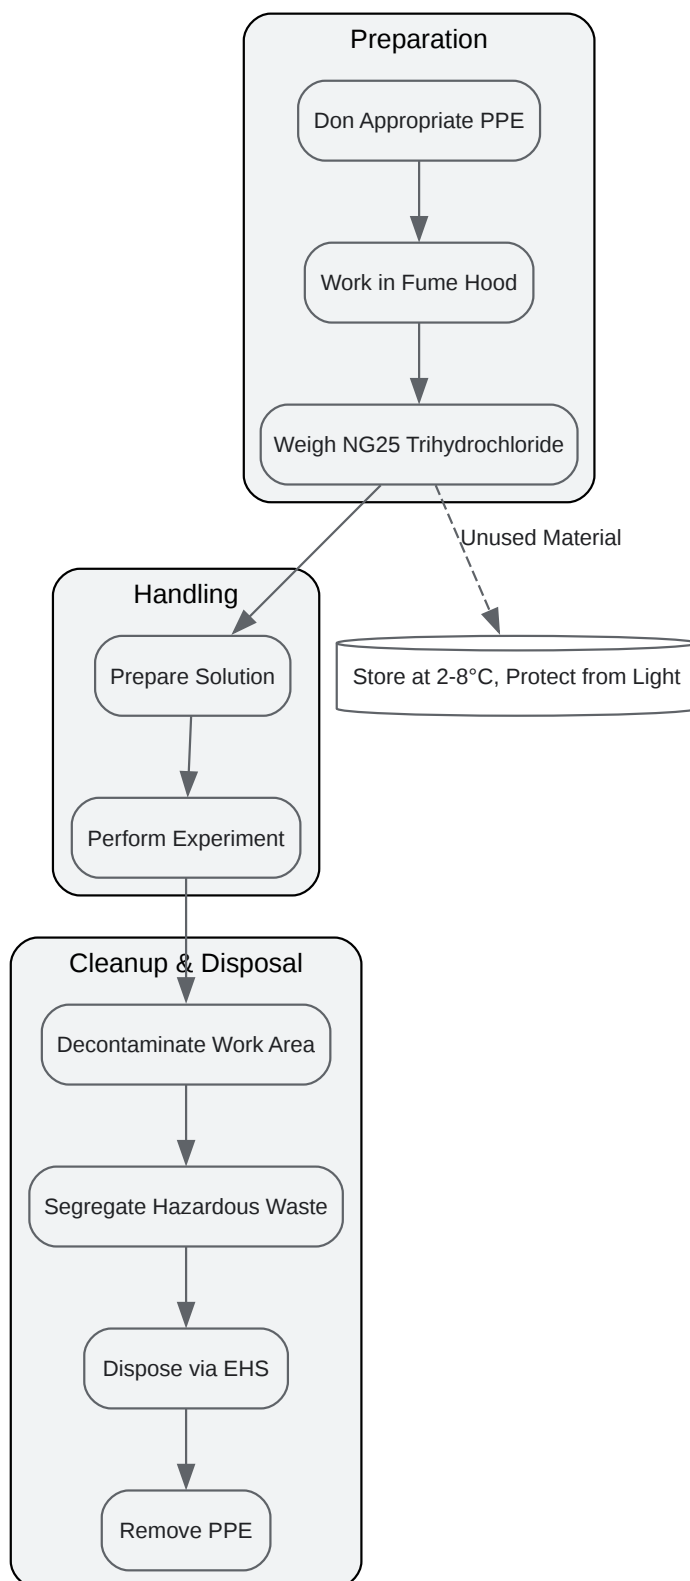 Preparation
Don Appropriate PPE
Work in Fume Hood
Weigh NG25 Trihydrochloride
Unused Material
Handling
Prepare Solution
Store at 2-8°C, Protect from Light
Perform Experiment
Cleanup & Disposal
Decontaminate Work Area
Segregate Hazardous Waste
Dispose via EHS
Remove PPE